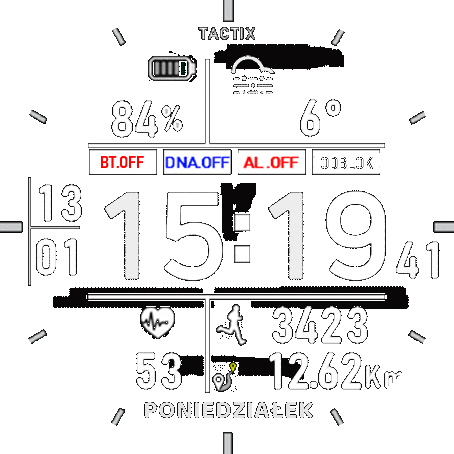 TACTIX
84% 6°
BT.OFF DNA.OFF AL.OFF ODBLOK
13 15:19
01 41
3423
53 12.62Km
PONIEDZIAŁEK